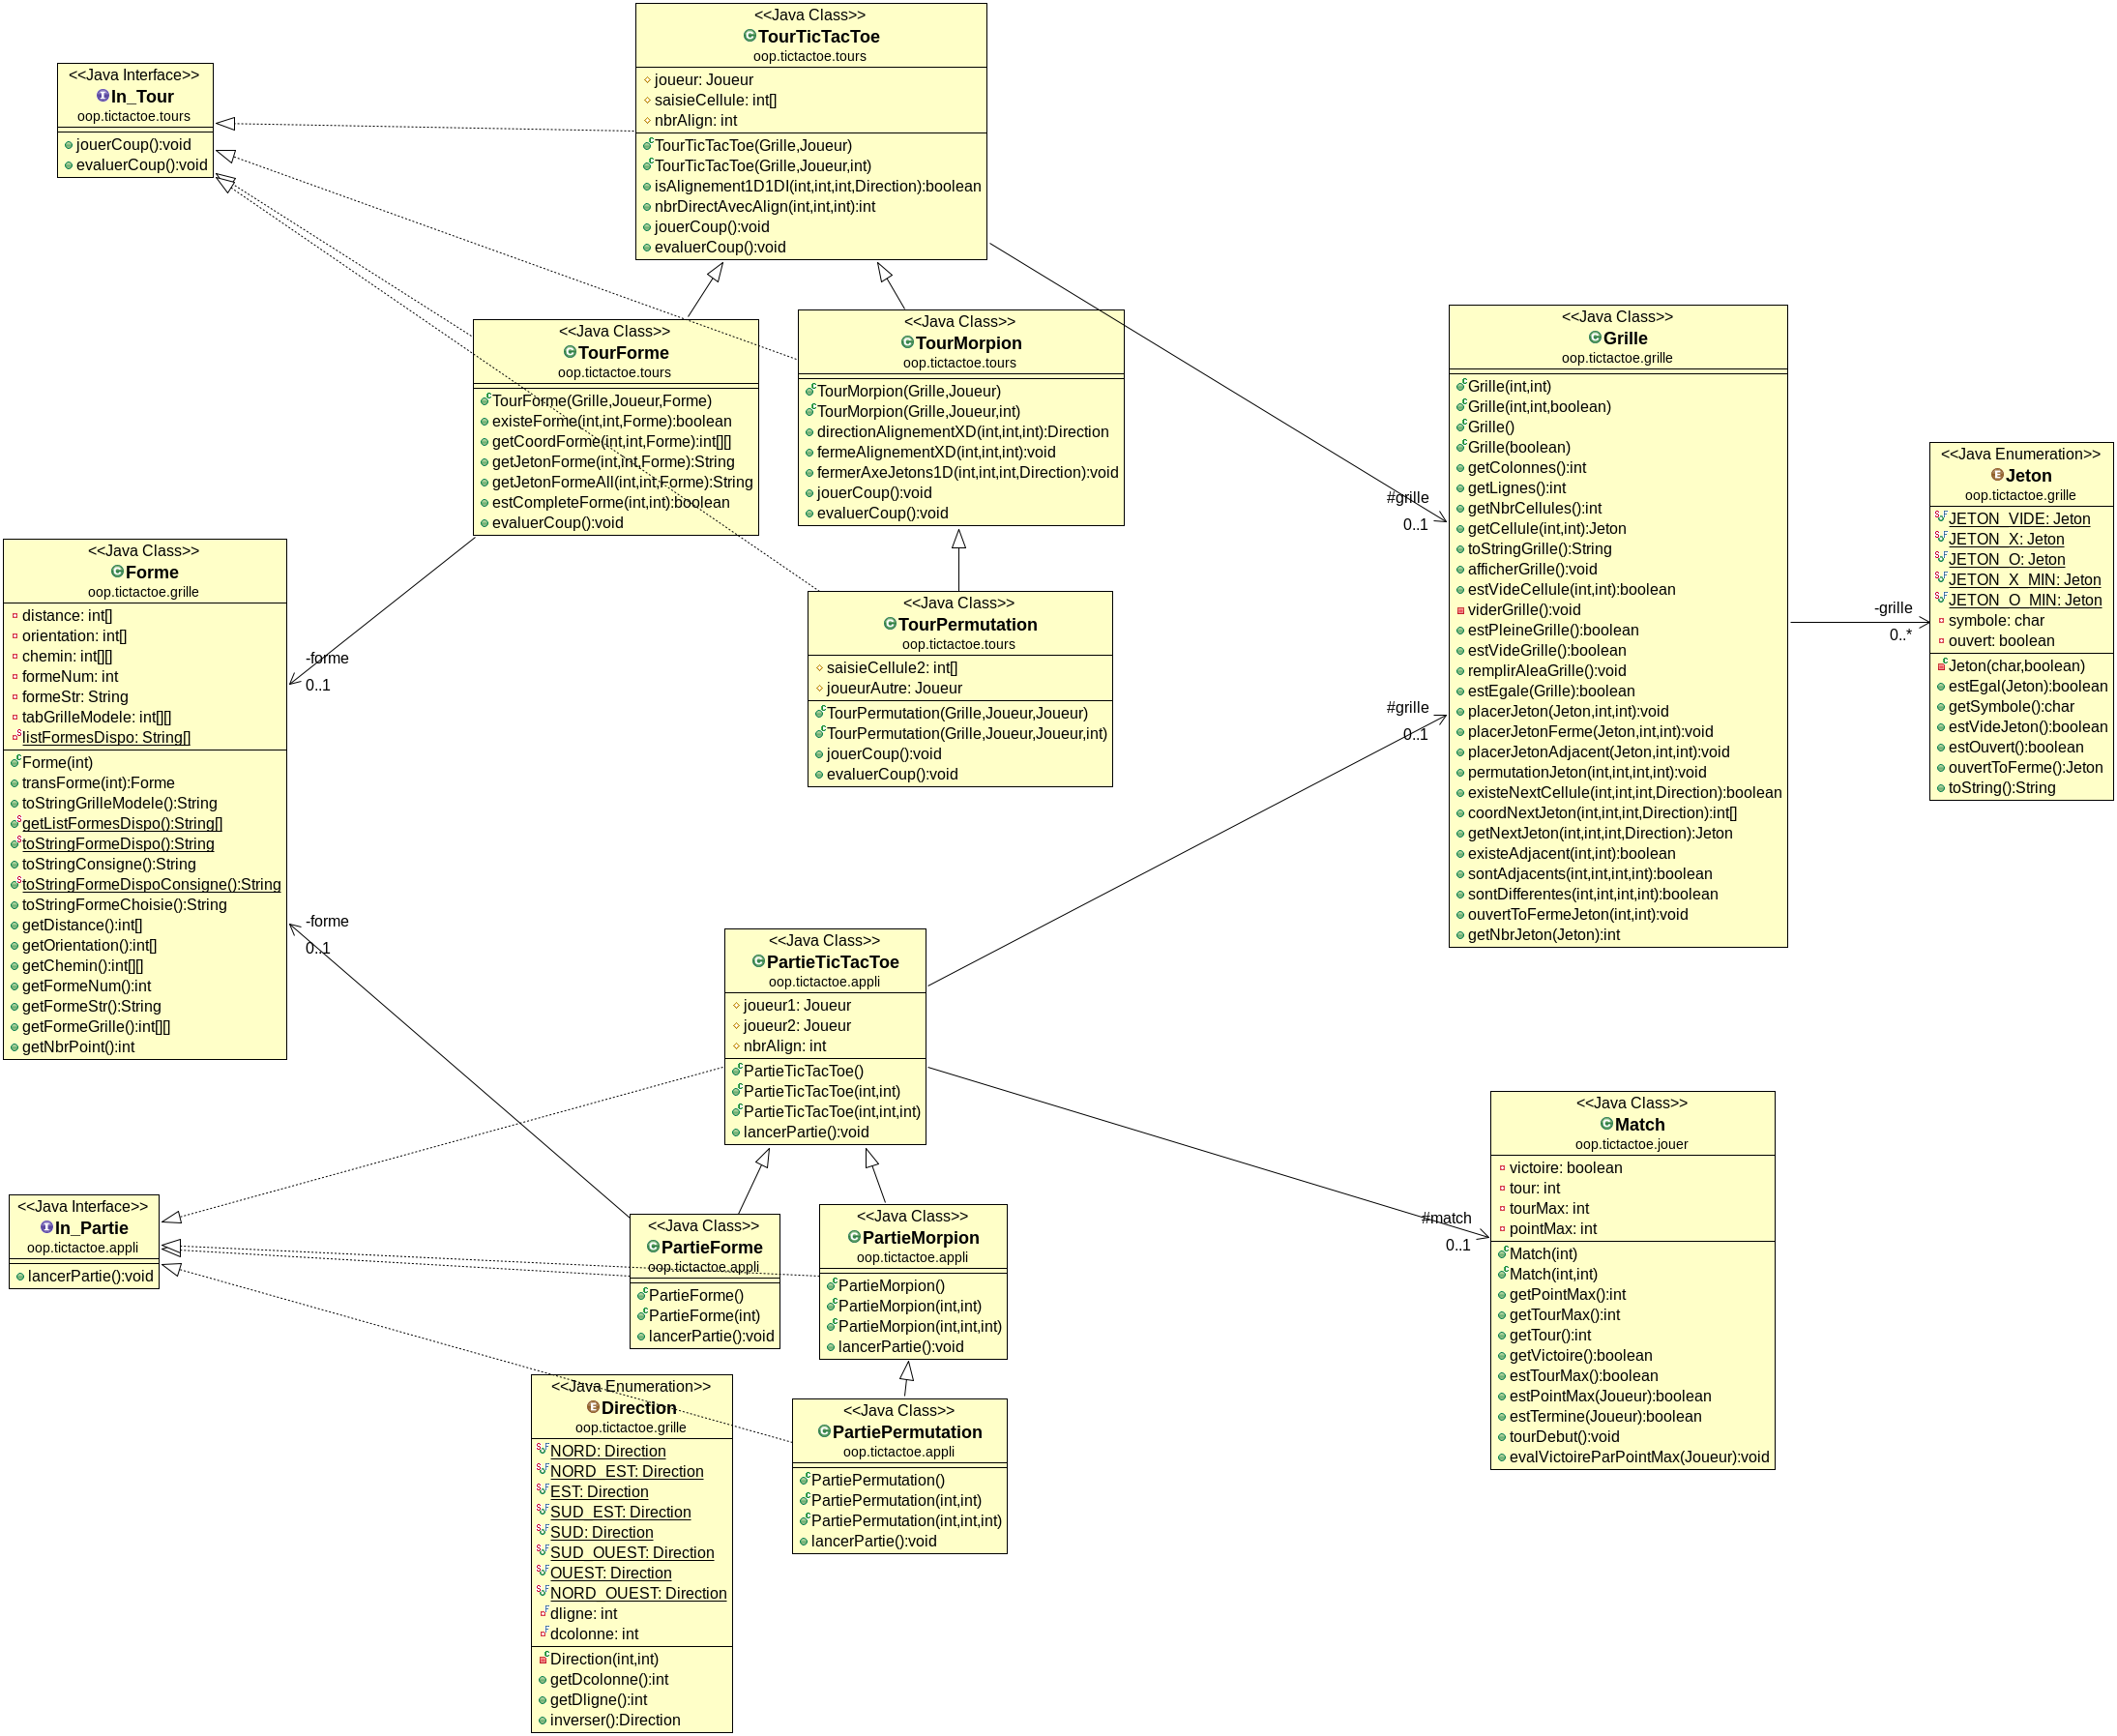 <<Java Class>>
TourTicTacToe
oop.tictactoe.tours
joueur: Joueur
saisieCellule: int[]
nbrAlign: int
TourTicTacToe(Grille,Joueur)
TourTicTacToe(Grille,Joueur,int)
isAlignement1D1DI(int,int,int,Direction):boolean
nbrDirectAvecAlign(int,int,int):int
jouerCoup():void
evaluerCoup():void
<<Java Interface>>
In_Tour
oop.tictactoe.tours
jouerCoup():void
evaluerCoup():void
<<Java Class>>
TourForme
oop.tictactoe.tours
TourForme(Grille,Joueur,Forme)
existeForme(int,int,Forme):boolean
getCoordForme(int,int,Forme):int[][]
getJetonForme(int,int,Forme):String
getJetonFormeAll(int,int,Forme):String
estCompleteForme(int,int):boolean
evaluerCoup():void
<<Java Class>>
TourMorpion
oop.tictactoe.tours
TourMorpion(Grille,Joueur)
TourMorpion(Grille,Joueur,int)
directionAlignementXD(int,int,int):Direction
fermeAlignementXD(int,int,int):void
fermerAxeJetons1D(int,int,int,Direction):void
jouerCoup():void
evaluerCoup():void
<<Java Class>>
Grille
oop.tictactoe.grille
Grille(int,int)
Grille(int,int,boolean)
Grille()
Grille(boolean)
getColonnes():int
getLignes():int
getNbrCellules():int
getCellule(int,int):Jeton
toStringGrille():String
afficherGrille():void
estVideCellule(int,int):boolean
viderGrille():void
estPleineGrille():boolean
estVideGrille():boolean
remplirAleaGrille():void
estEgale(Grille):boolean
placerJeton(Jeton,int,int):void
placerJetonFerme(Jeton,int,int):void
placerJetonAdjacent(Jeton,int,int):void
permutationJeton(int,int,int,int):void
existeNextCellule(int,int,int,Direction):boolean
coordNextJeton(int,int,int,Direction):int[]
getNextJeton(int,int,int,Direction):Jeton
existeAdjacent(int,int):boolean
sontAdjacents(int,int,int,int):boolean
sontDifferentes(int,int,int,int):boolean
ouvertToFermeJeton(int,int):void
getNbrJeton(Jeton):int
#grille
0..1
#grille
0..1
<<Java Enumeration>>
Jeton
oop.tictactoe.grille
JETON_VIDE: Jeton
JETON_X: Jeton
JETON_O: Jeton
JETON_X_MIN: Jeton
JETON_O_MIN: Jeton
symbole: char
ouvert: boolean
Jeton(char,boolean)
estEgal(Jeton):boolean
getSymbole():char
estVideJeton():boolean
estOuvert():boolean
ouvertToFerme():Jeton
toString():String
-grille
0..*
<<Java Class>>
Forme
oop.tictactoe.grille
distance: int[]
orientation: int[]
chemin: int[][]
formeNum: int
formeStr: String
tabGrilleModele: int[][]
listFormesDispo: String[]
Forme(int)
transForme(int):Forme
toStringGrilleModele():String
getListFormesDispo():String[]
toStringFormeDispo():String
toStringConsigne():String
toStringFormeDispoConsigne():String
toStringFormeChoisie():String
getDistance():int[]
getOrientation():int[]
getChemin():int[][]
getFormeNum():int
getFormeStr():String
getFormeGrille():int[][]
getNbrPoint():int
-forme
0..1
-forme
0..1
<<Java Class>>
TourPermutation
oop.tictactoe.tours
saisieCellule2: int[]
joueurAutre: Joueur
TourPermutation(Grille,Joueur,Joueur)
TourPermutation(Grille,Joueur,Joueur,int)
jouerCoup():void
evaluerCoup():void
<<Java Class>>
PartieTicTacToe
oop.tictactoe.appli
joueur1: Joueur
joueur2: Joueur
nbrAlign: int
PartieTicTacToe()
PartieTicTacToe(int,int)
PartieTicTacToe(int,int,int)
lancerPartie():void
<<Java Class>>
Match
oop.tictactoe.jouer
victoire: boolean
tour: int
tourMax: int
pointMax: int
Match(int)
Match(int,int)
getPointMax():int
getTourMax():int
getTour():int
getVictoire():boolean
estTourMax():boolean
estPointMax(Joueur):boolean
estTermine(Joueur):boolean
tourDebut():void
evalVictoireParPointMax(Joueur):void
#match
0..1
<<Java Interface>>
In_Partie
oop.tictactoe.appli
lancerPartie():void
<<Java Class>>
PartieForme
oop.tictactoe.appli
PartieForme()
PartieForme(int)
lancerPartie():void
<<Java Class>>
PartieMorpion
oop.tictactoe.appli
PartieMorpion()
PartieMorpion(int,int)
PartieMorpion(int,int,int)
lancerPartie():void
<<Java Enumeration>>
Direction
oop.tictactoe.grille
NORD: Direction
NORD_EST: Direction
EST: Direction
SUD_EST: Direction
SUD: Direction
SUD_OUEST: Direction
OUEST: Direction
NORD_OUEST: Direction
dligne: int
dcolonne: int
Direction(int,int)
getDcolonne():int
getDligne():int
inverser():Direction
<<Java Class>>
PartiePermutation
oop.tictactoe.appli
PartiePermutation()
PartiePermutation(int,int)
PartiePermutation(int,int,int)
lancerPartie():void